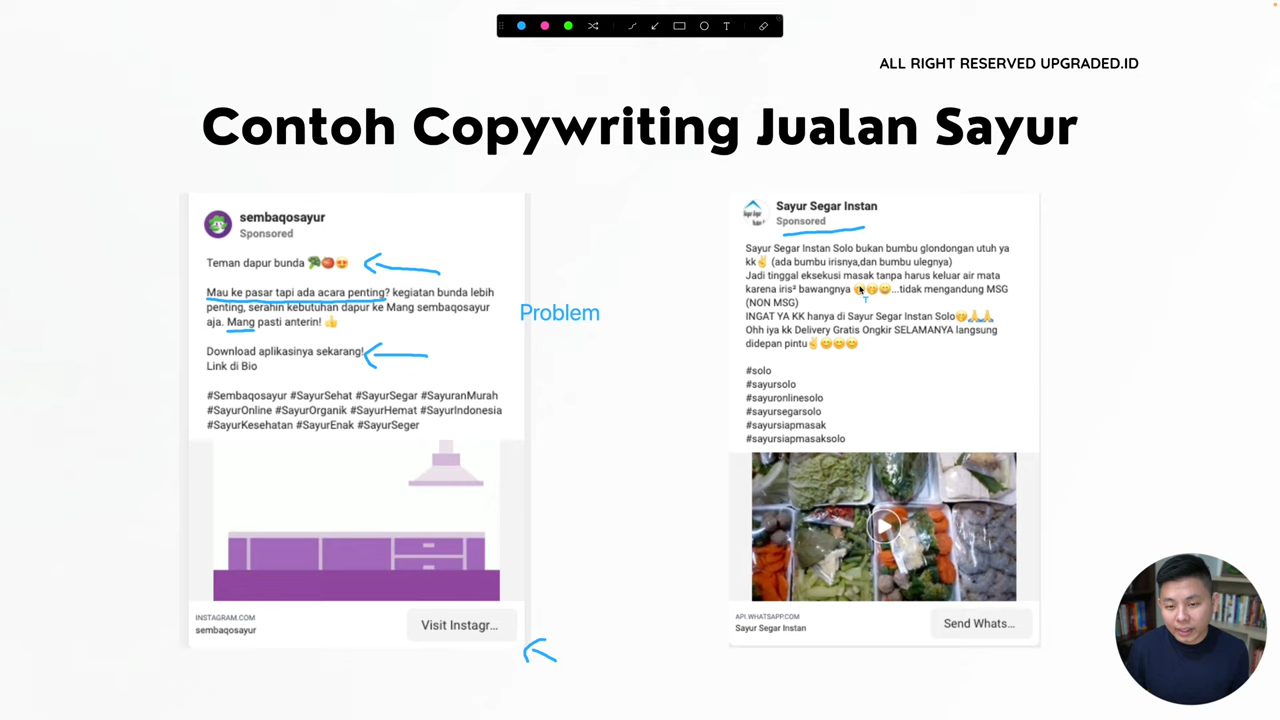 ALL RIGHT RESERVED UPGRADED.ID
Contoh Copywriting Jualan Sayur
sembaqosayur
Sponsored
Teman dapur bunda 🥦🍅😍
Mau ke pasar tapi ada acara penting? kegiatan bunda lebih
penting, serahin kebutuhan dapur ke Mang sembaqosayur
aja. Mang pasti anterin! 👍
Download aplikasinya sekarang!
Link di Bio
#Sembaqosayur #SayurSehat #SayurSegar #SayuranMurah
#SayurOnline #SayurOrganik #SayurHemat #SayurIndonesia
#SayurKesehatan #SayurEnak #SayurSeger
INSTAGRAM.COM
sembaqosayur
Visit Instagr...
Problem
Sayur Segar Instan
Sponsored
Sayur Segar Instan Solo bukan bumbu glondongan utuh ya
kk✌ (ada bumbu irisnya,dan bumbu ulegnya)
Jadi tinggal eksekusi masak tanpa harus keluar air mata
karena iris² bawangnya 🤭🤭😄...tidak mengandung MSG
(NON MSG)
INGAT YA KK hanya di Sayur Segar Instan Solo🤭🙏🙏
Ohh iya kk Delivery Gratis Ongkir SELAMANYA langsung
didepan pintu✌😊😊😊
#solo
#sayursolo
#sayuronlinesolo
#sayursegarsolo
#sayursiapmasak
#sayursiapmasaksolo
API.WHATSAPP.COM
Sayur Segar Instan
Send Whats...